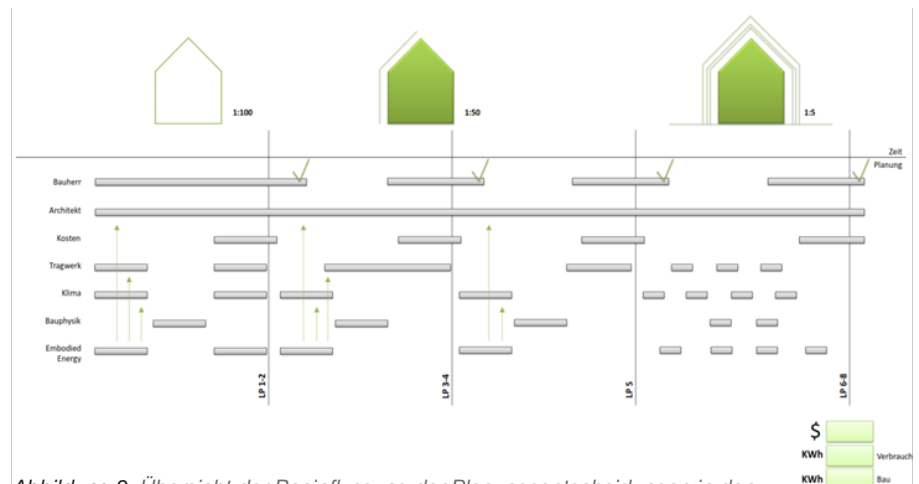 1:100
1:50
1:5
Zeit
Planung
Bauherr
Architekt
Kosten
Tragwerk
Klima
Bauphysik
Embodied
Energy
LP 1-2
LP 3-4
LP 5
LP 6-8
$
KWh Verbrauch
KWh Bau